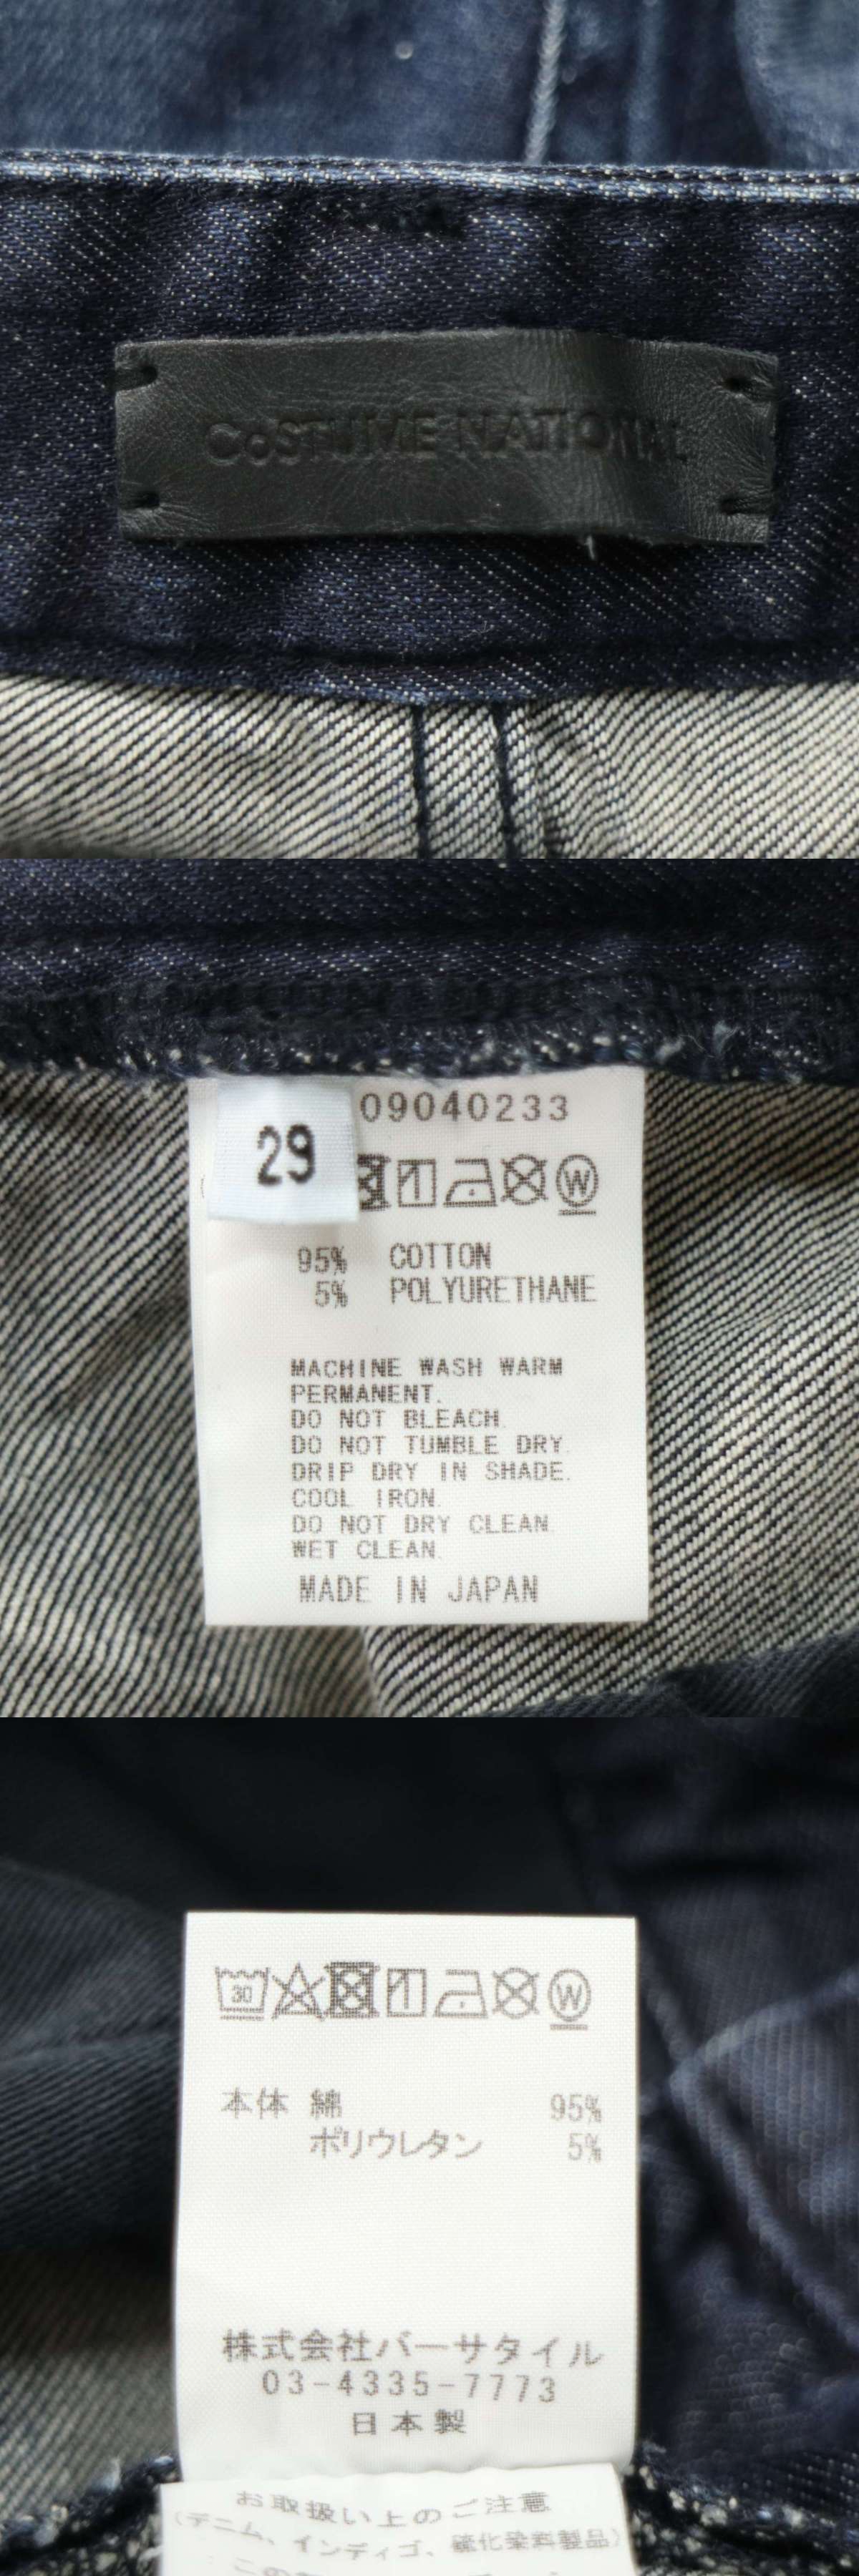 CoSTUME NATIONAL
29
09040233
W
95% COTTON
5% POLYURETHANE
MACHINE WASH WARM
PERMANENT.
DO NOT BLEACH.
DO NOT TUMBLE DRY.
DRIP DRY IN SHADE.
COOL IRON.
DO NOT DRY CLEAN.
WET CLEAN.
MADE IN JAPAN
30 W
本体 綿 95%
ポリウレタン 5%
株式会社バーサタイル
03-4335-7773
日本製
お取扱い上のご注意
(デニム、インディゴ、硫化染料製品)